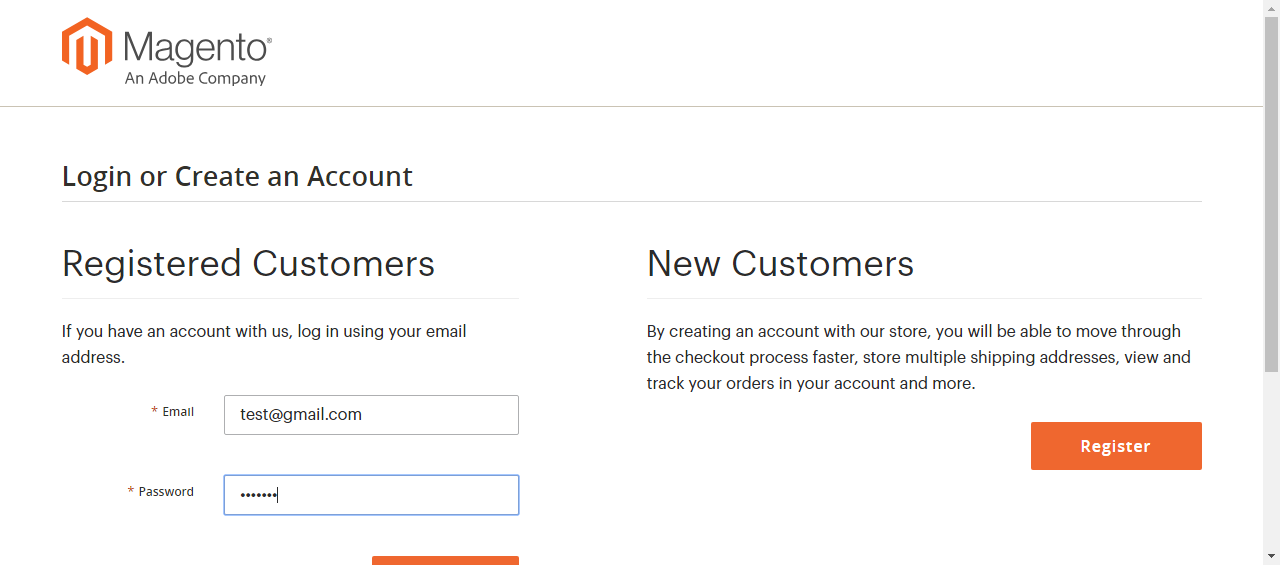 Magento®
An Adobe Company
Login or Create an Account
Registered Customers
If you have an account with us, log in using your email
address.
* Email
test@gmail.com
* Password
•••••••
New Customers
By creating an account with our store, you will be able to move through
the checkout process faster, store multiple shipping addresses, view and
track your orders in your account and more.
Register